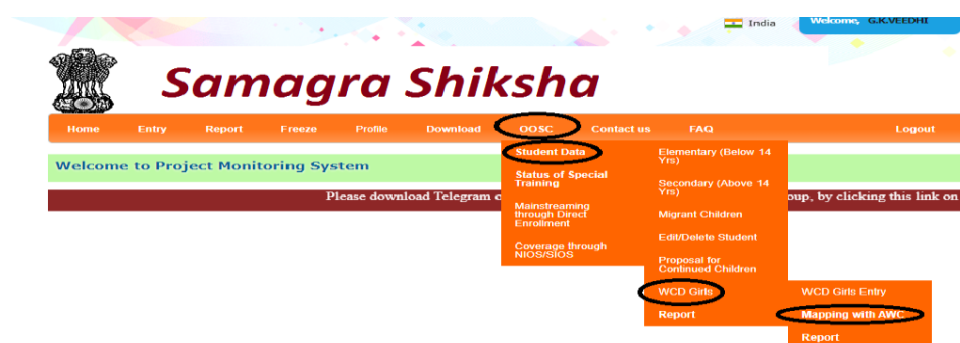 India
Welcome, G.K.VEEDHI
Samagra Shiksha
Home Entry Report Freeze Profile Download OOSC Contact us FAQ Logout
Welcome to Project Monitoring System
Please download Telegram
oup, by clicking this link on
Student Data
Status of Special
Training
Mainstreaming
through Direct
Enrollment
Coverage through
NIOS/SIOS
Elementary (Below 14
Yrs)
Secondary (Above 14
Yrs)
Migrant Children
Edit/Delete Student
Proposal for
Continued Children
WCD Girls
Report
WCD Girls Entry
Mapping with AWC
Report